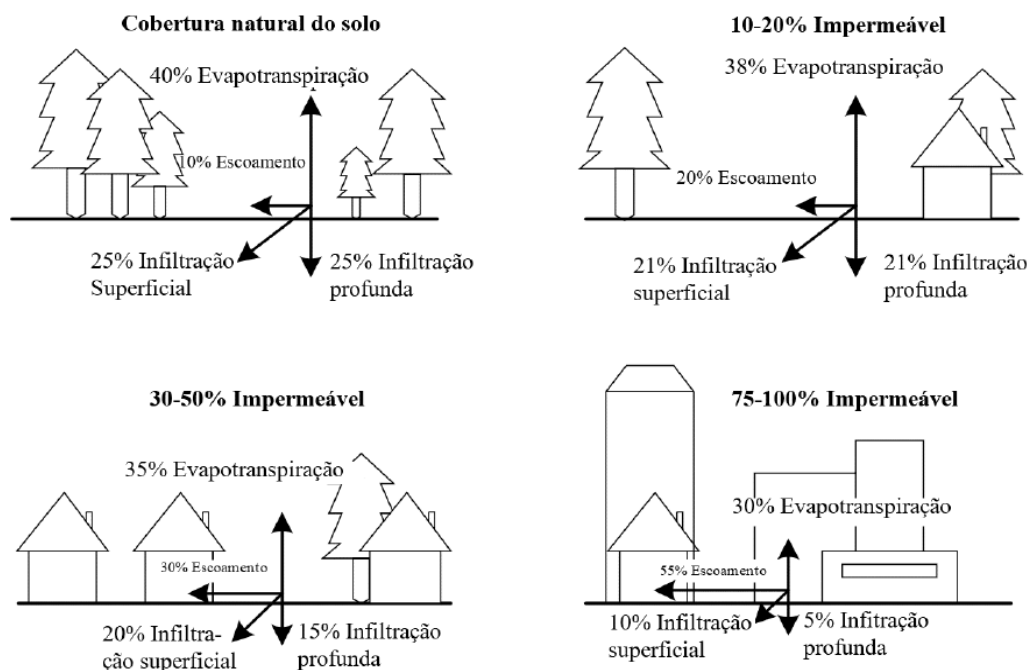 Cobertura natural do solo
40% Evapotranspiração
10% Escoamento
25% Infiltração
Superficial
25% Infiltração
profunda
10-20% Impermeável
38% Evapotranspiração
20% Escoamento
21% Infiltração
superficial
21% Infiltração
profunda
30-50% Impermeável
35% Evapotranspiração
30% Escoamento
20% Infiltra-
ção superficial
15% Infiltração
profunda
75-100% Impermeável
30% Evapotranspiração
55% Escoamento
10% Infiltração
superficial
5% Infitração
profunda